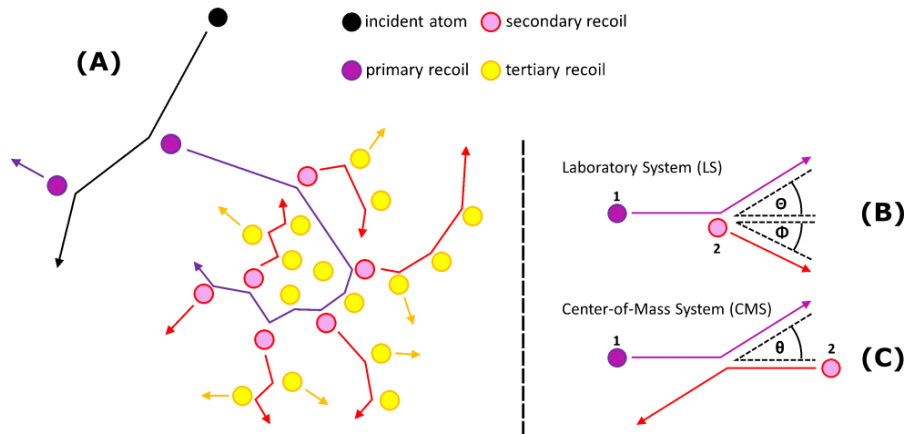 incident atom
secondary recoil
(A)
primary recoil
tertiary recoil
Laboratory System (LS)
1
Θ
(B)
Φ
2
Center-of-Mass System (CMS)
1
2
θ
(C)